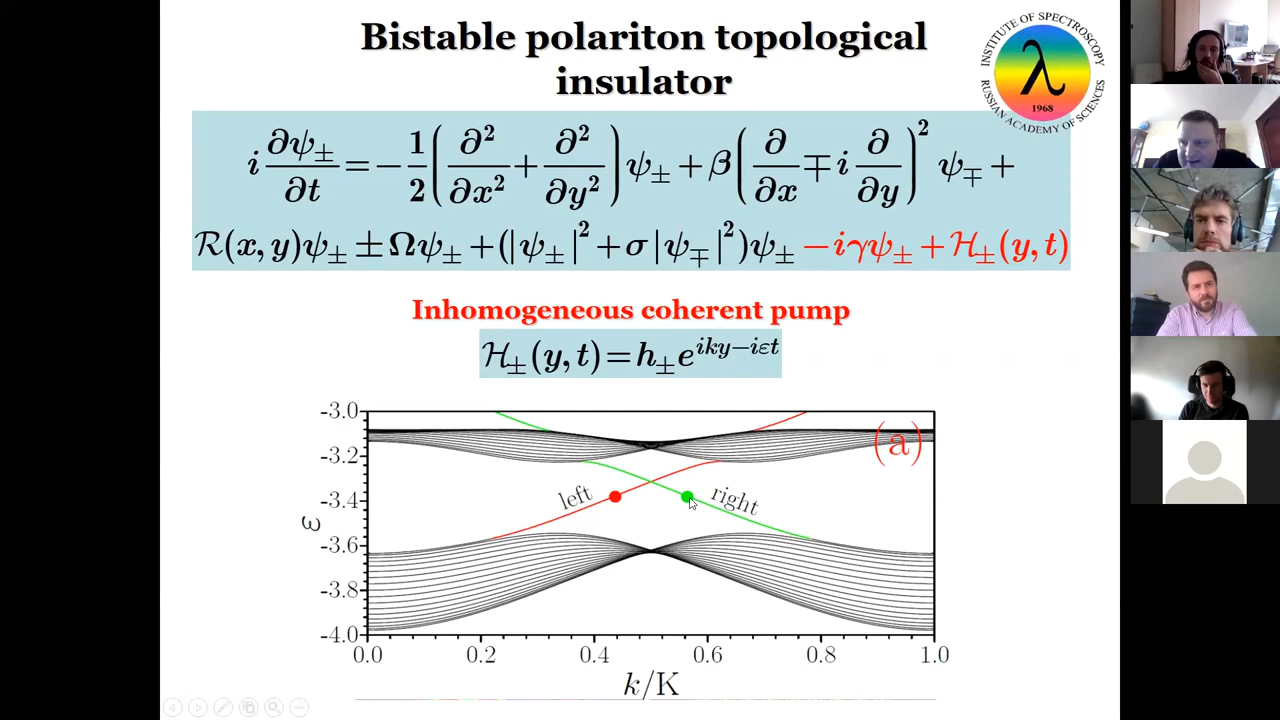 Bistable polariton topological
insulator
INSTITUTE OF SPECTROSCOPY
λ
1968
RUSSIAN ACADEMY OF SCIENCES
i ∂ψ±/∂t = −1/2 (∂²/∂x² + ∂²/∂y²) ψ± + β (∂/∂x ∓ i ∂/∂y)² ψ∓ +
ℛ(x, y)ψ± ± Ωψ± + (|ψ±|² + σ|ψ∓|²)ψ± − iγψ± + ℋ±(y, t)
Inhomogeneous coherent pump
ℋ±(y, t) = h± e^{iky−iεt}
-3.0
(a)
-3.2
left
right
-3.4
ε
-3.6
-3.8
-4.0
0.0 0.2 0.4 0.6 0.8 1.0
k/K